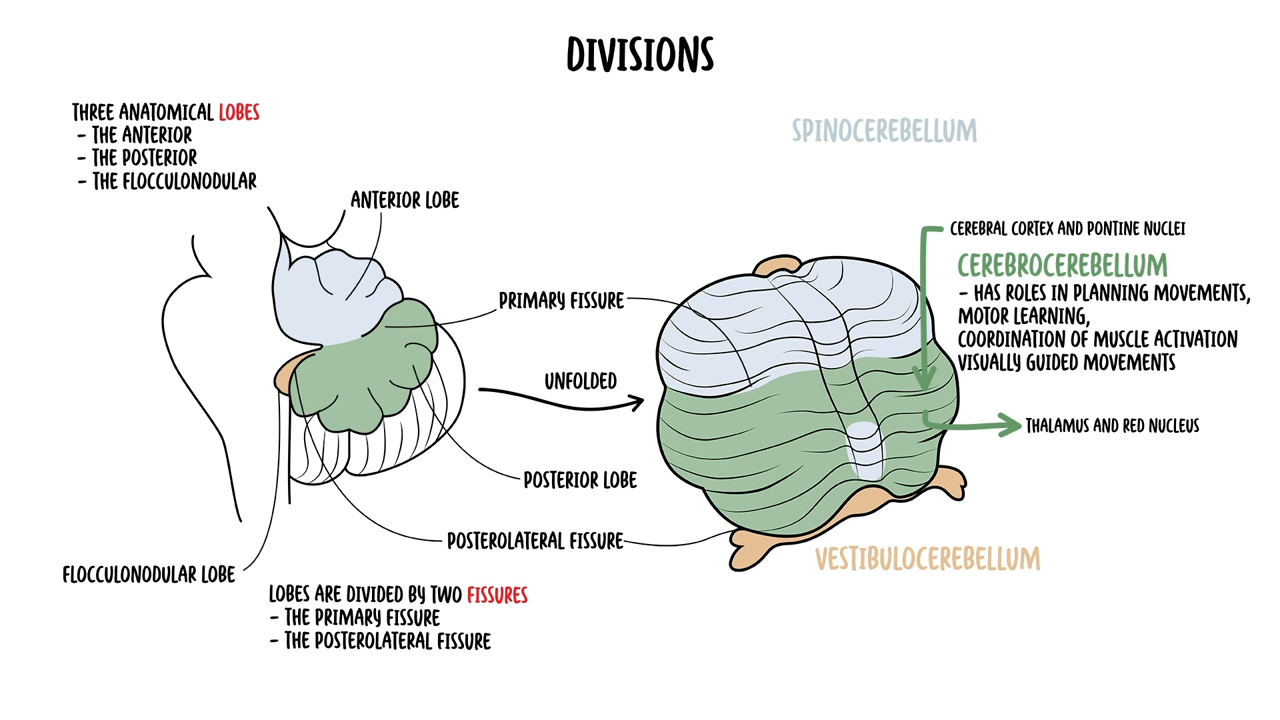 DIVISIONS
THREE ANATOMICAL LOBES
- THE ANTERIOR
- THE POSTERIOR
- THE FLOCCULONODULAR
ANTERIOR LOBE
PRIMARY FISSURE
UNFOLDED
POSTERIOR LOBE
POSTEROLATERAL FISSURE
FLOCCULONODULAR LOBE
LOBES ARE DIVIDED BY TWO FISSURES
- THE PRIMARY FISSURE
- THE POSTEROLATERAL FISSURE
SPINOCEREBELLUM
CEREBRAL CORTEX AND PONTINE NUCLEI
CEREBROCEREBELLUM
- HAS ROLES IN PLANNING MOVEMENTS,
MOTOR LEARNING,
COORDINATION OF MUSCLE ACTIVATION
VISUALLY GUIDED MOVEMENTS
THALAMUS AND RED NUCLEUS
VESTIBULOCEREBELLUM